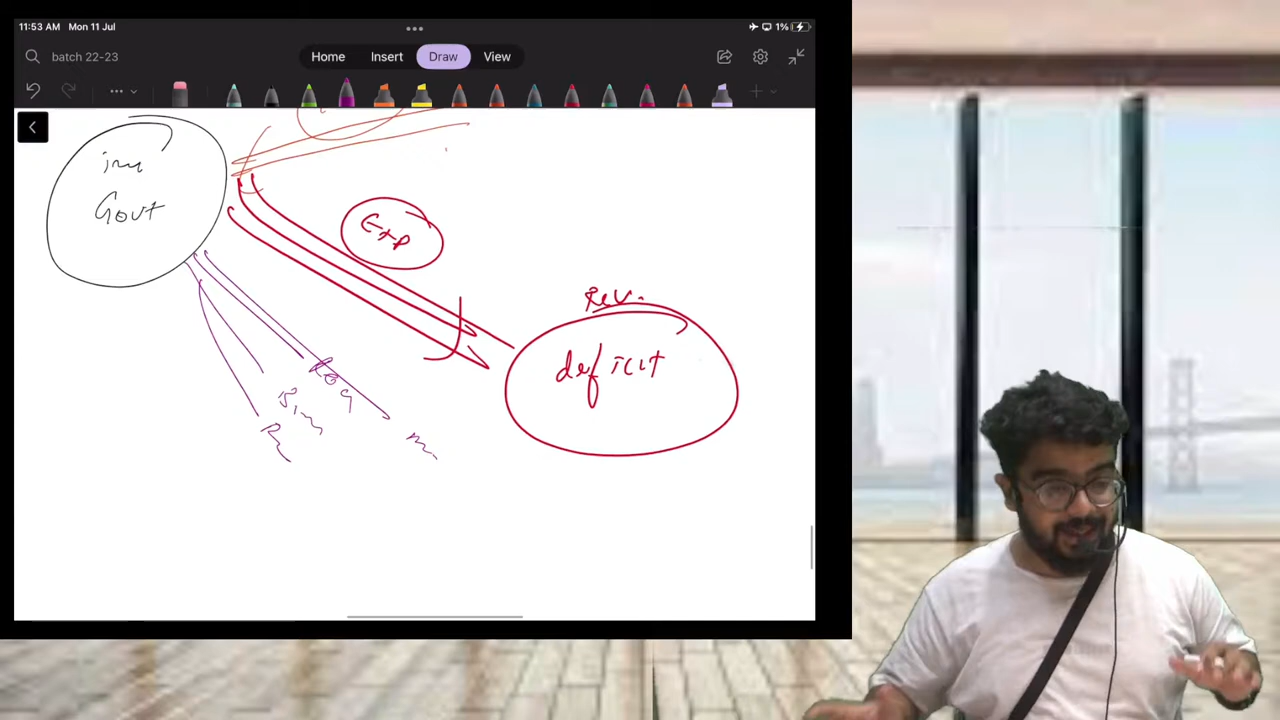 11:53 AM Mon 11 Jul
1%
batch 22-23
Home Insert Draw View
Govt
Exp
Rev.
deficit